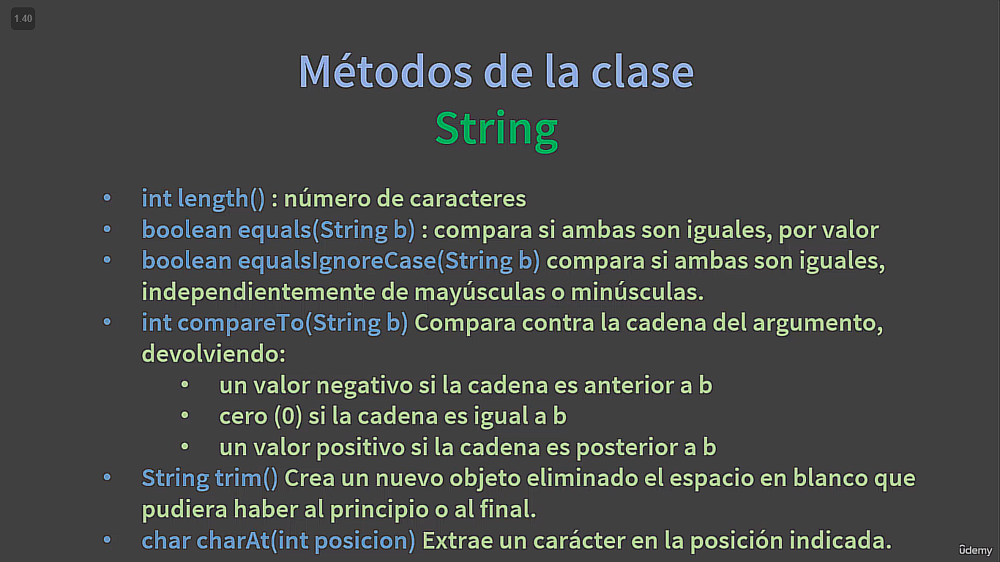 1.40
Métodos de la clase
String
• int length() : número de caracteres
• boolean equals(String b) : compara si ambas son iguales, por valor
• boolean equalsIgnoreCase(String b) compara si ambas son iguales,
independientemente de mayúsculas o minúsculas.
• int compareTo(String b) Compara contra la cadena del argumento,
devolviendo:
• un valor negativo si la cadena es anterior a b
• cero (0) si la cadena es igual a b
• un valor positivo si la cadena es posterior a b
• String trim() Crea un nuevo objeto eliminado el espacio en blanco que
pudiera haber al principio o al final.
• char charAt(int posicion) Extrae un carácter en la posición indicada.
ûdemy